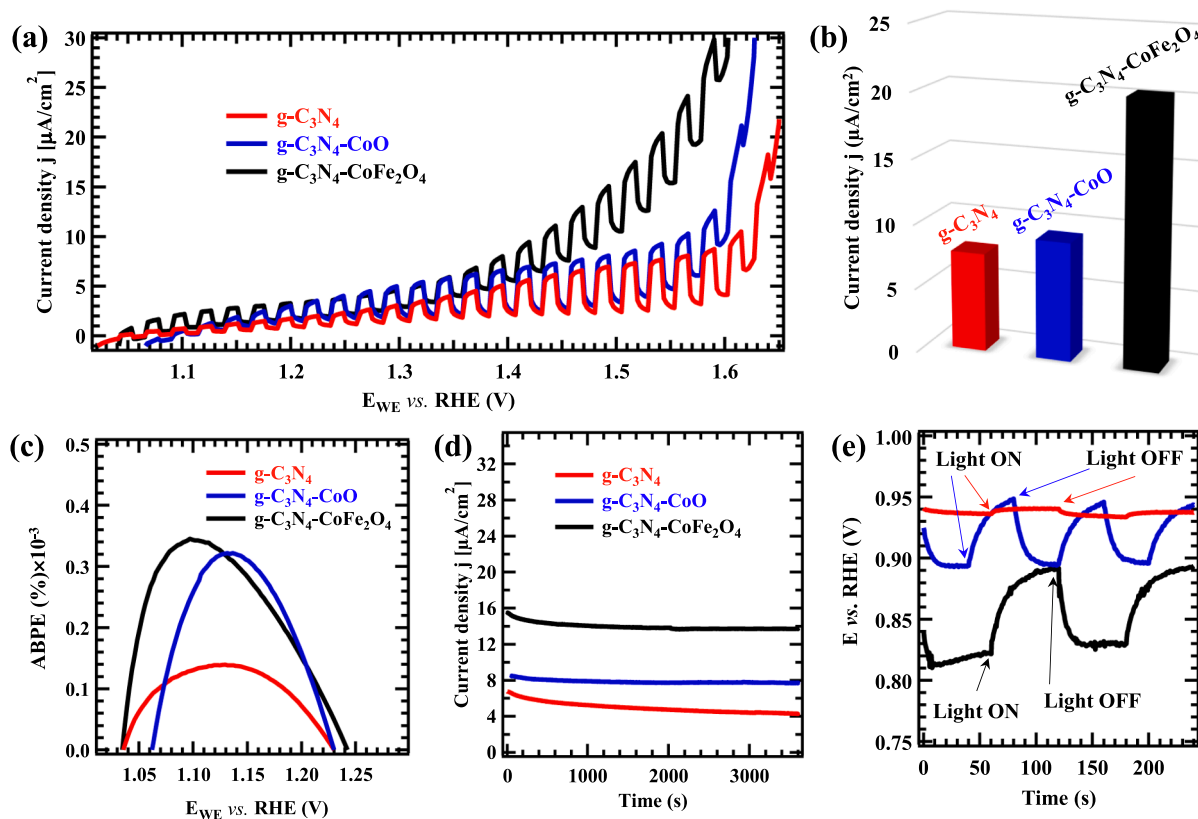 (a)
30
25
20
15
10
5
0
Current density j [µA/cm²]
g-C₃N₄
g-C₃N₄-CoO
g-C₃N₄-CoFe₂O₄
1.1 1.2 1.3 1.4 1.5 1.6
E_WE vs. RHE (V)
(b)
25
20
15
10
5
0
Current density j (µA/cm²)
g-C₃N₄
g-C₃N₄-CoO
g-C₃N₄-CoFe₂O₄
(c)
0.5
0.4
0.3
0.2
0.1
0.0
ABPE (%)×10⁻³
g-C₃N₄
g-C₃N₄-CoO
g-C₃N₄-CoFe₂O₄
1.05 1.10 1.15 1.20 1.25
E_WE vs. RHE (V)
(d)
32
28
24
20
16
12
8
4
0
Current density j [µA/cm²]
g-C₃N₄
g-C₃N₄-CoO
g-C₃N₄-CoFe₂O₄
0 1000 2000 3000
Time (s)
(e)
1.00
0.95
0.90
0.85
0.80
0.75
E vs. RHE (V)
Light ON
Light OFF
Light ON
Light OFF
0 50 100 150 200
Time (s)